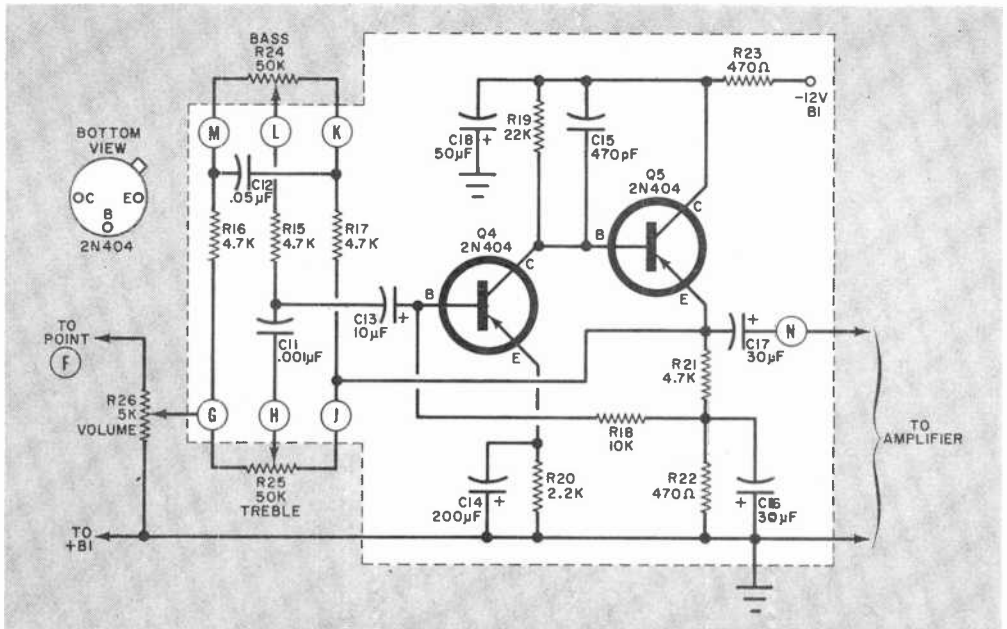 BASS
R24
50K
R23
470Ω
-12V
B1
M
L
K
BOTTOM
VIEW
C
E
B
2N404
C12
.05µF
C18
50µF
+
R19
22K
C15
470pF
Q5
2N404
C
B
E
R16
4.7K
R15
4.7K
R17
4.7K
Q4
2N404
C
B
E
C13
10µF
+
C11
.001µF
TO
POINT
F
R26
5K
VOLUME
G
H
J
R25
50K
TREBLE
+
C17
30µF
N
R21
4.7K
R18
10K
TO
AMPLIFIER
C14
200µF
+
R20
2.2K
R22
470Ω
C16
30µF
+
TO
+B1